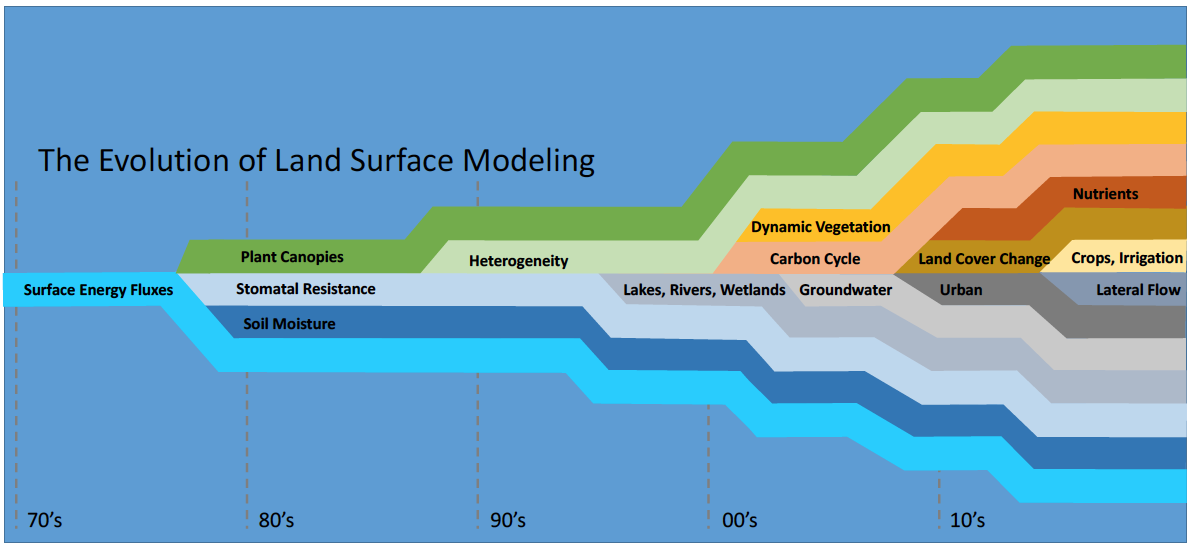 The Evolution of Land Surface Modeling
Nutrients
Dynamic Vegetation
Plant Canopies
Heterogeneity
Carbon Cycle
Land Cover Change
Crops, Irrigation
Surface Energy Fluxes
Stomatal Resistance
Lakes, Rivers, Wetlands
Groundwater
Urban
Lateral Flow
Soil Moisture
70's
80's
90's
00's
10's